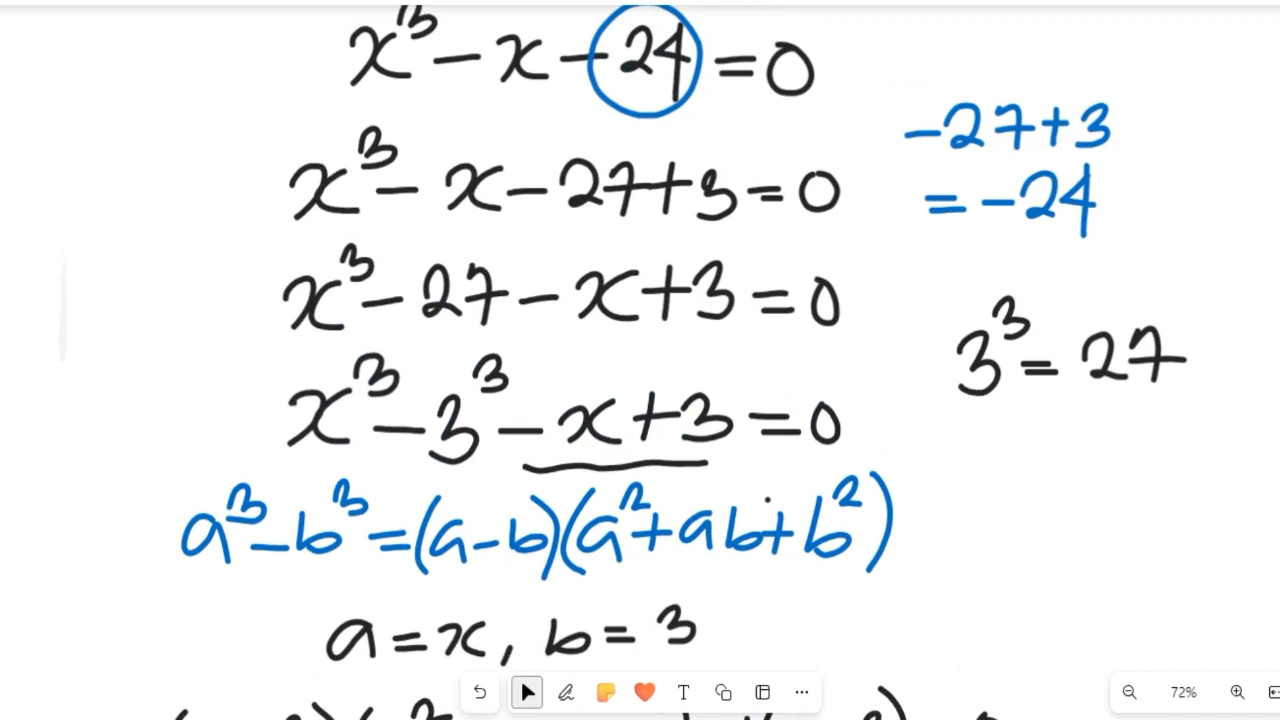 x³ - x - 24 = 0
-27+3
= -24
x³ - x - 27+3 = 0
x³ - 27 - x+3 = 0
3³ = 27
x³ - 3³ - x+3 = 0
a³ - b³ = (a-b)(a²+ab+b²)
a = x, b = 3
T
72%